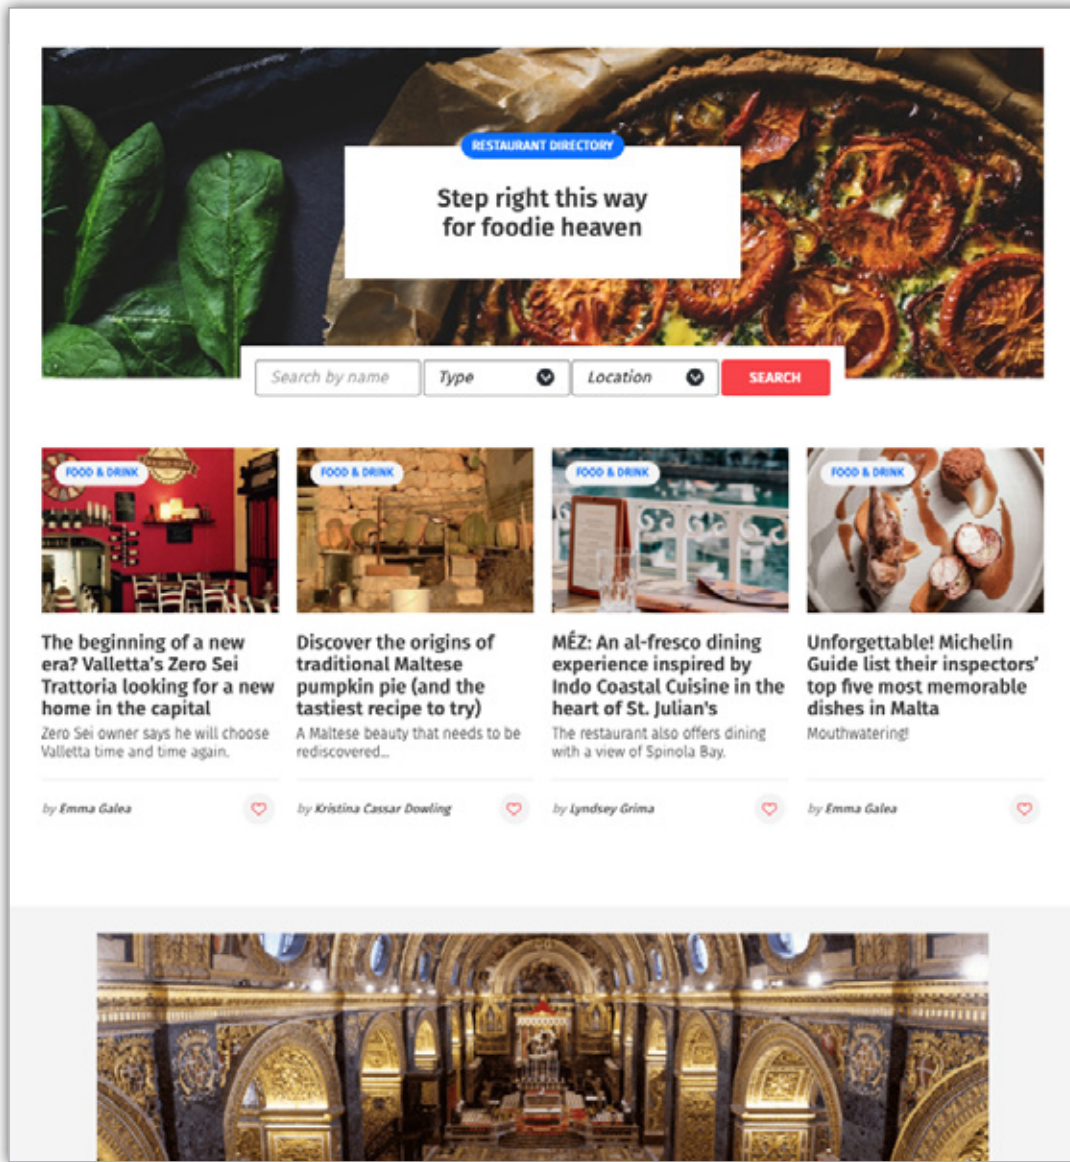 RESTAURANT DIRECTORY
Step right this way
for foodie heaven
Search by name
Type
Location
SEARCH
FOOD & DRINK
The beginning of a new
era? Valletta's Zero Sei
Trattoria looking for a new
home in the capital
Zero Sei owner says he will choose
Valletta time and time again.
by Emma Galea
FOOD & DRINK
Discover the origins of
traditional Maltese
pumpkin pie (and the
tastiest recipe to try)
A Maltese beauty that needs to be
rediscovered...
by Kristina Cassar Dowling
FOOD & DRINK
MÉZ: An al-fresco dining
experience inspired by
Indo Coastal Cuisine in the
heart of St. Julian's
The restaurant also offers dining
with a view of Spinola Bay.
by Lyndsey Grima
FOOD & DRINK
Unforgettable! Michelin
Guide list their inspectors'
top five most memorable
dishes in Malta
Mouthwatering!
by Emma Galea